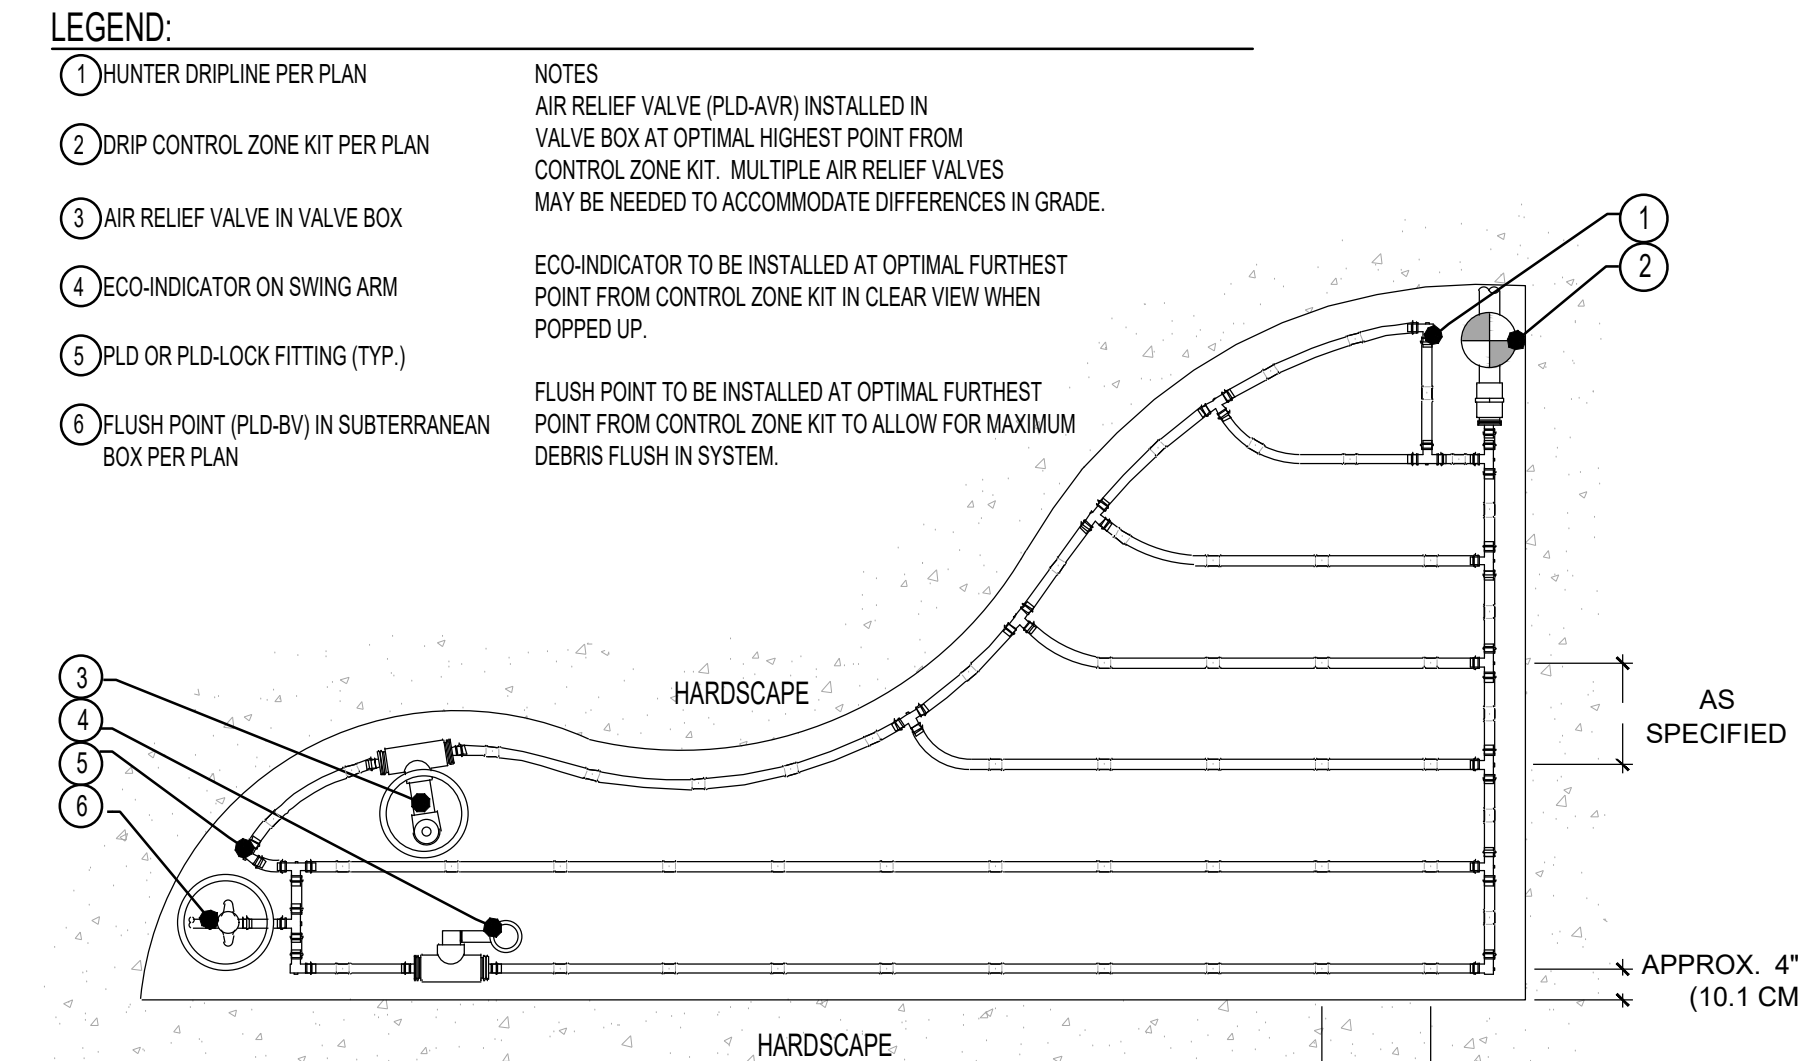 LEGEND:
1 HUNTER DRIPLINE PER PLAN
2 DRIP CONTROL ZONE KIT PER PLAN
3 AIR RELIEF VALVE IN VALVE BOX
4 ECO-INDICATOR ON SWING ARM
5 PLD OR PLD-LOCK FITTING (TYP.)
6 FLUSH POINT (PLD-BV) IN SUBTERRANEAN
BOX PER PLAN
NOTES
AIR RELIEF VALVE (PLD-AVR) INSTALLED IN
VALVE BOX AT OPTIMAL HIGHEST POINT FROM
CONTROL ZONE KIT. MULTIPLE AIR RELIEF VALVES
MAY BE NEEDED TO ACCOMMODATE DIFFERENCES IN GRADE.
ECO-INDICATOR TO BE INSTALLED AT OPTIMAL FURTHEST
POINT FROM CONTROL ZONE KIT IN CLEAR VIEW WHEN
POPPED UP.
FLUSH POINT TO BE INSTALLED AT OPTIMAL FURTHEST
POINT FROM CONTROL ZONE KIT TO ALLOW FOR MAXIMUM
DEBRIS FLUSH IN SYSTEM.
1
2
3
4
5
6
HARDSCAPE
AS
SPECIFIED
APPROX. 4"
(10.1 CM
HARDSCAPE